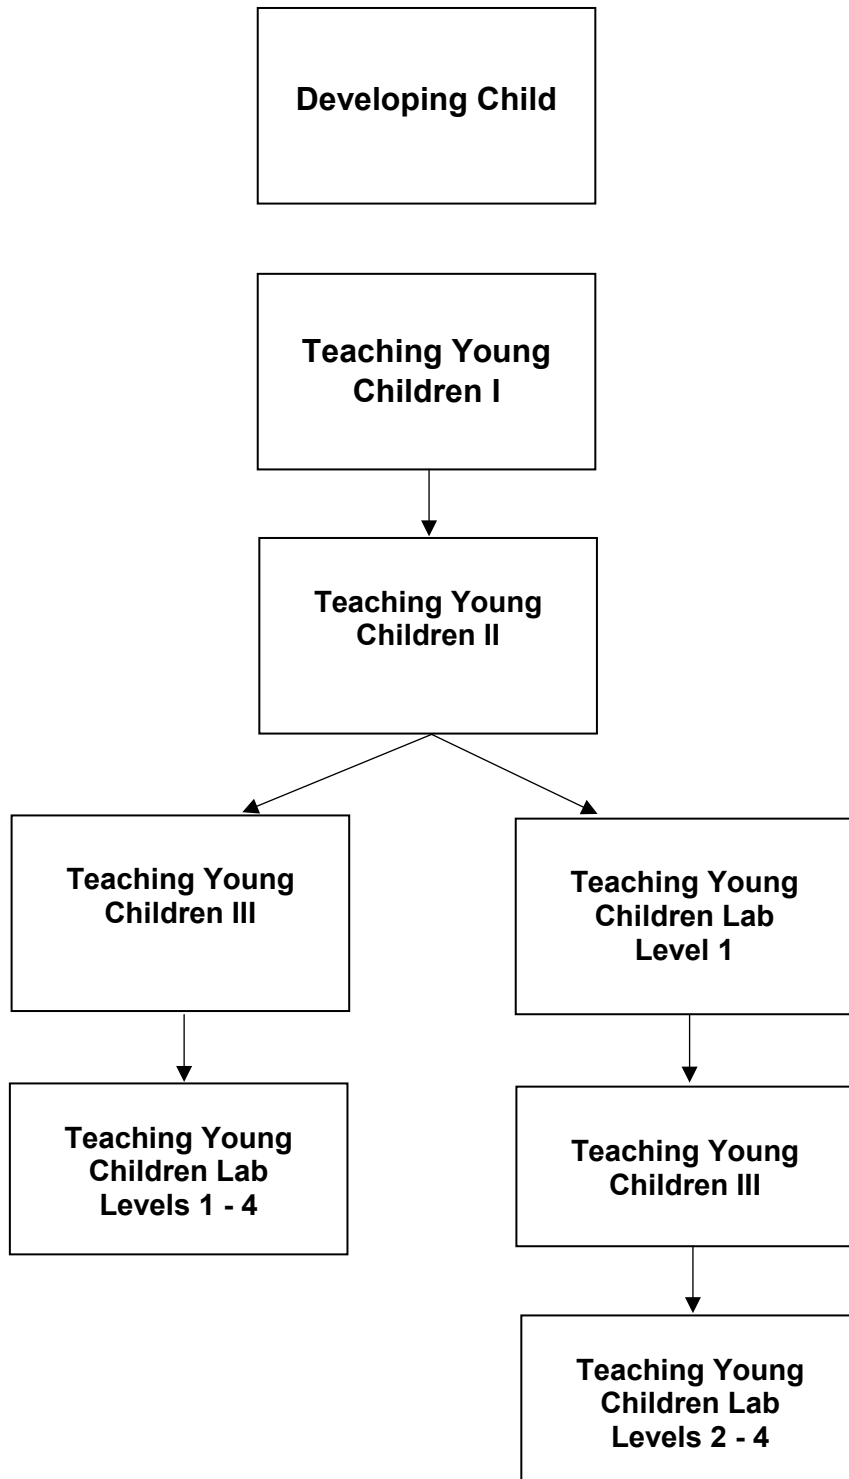 Developing Child
Teaching Young
Children I
Teaching Young
Children II
Teaching Young
Children III
Teaching Young
Children Lab
Level 1
Teaching Young
Children Lab
Levels 1 - 4
Teaching Young
Children III
Teaching Young
Children Lab
Levels 2 - 4